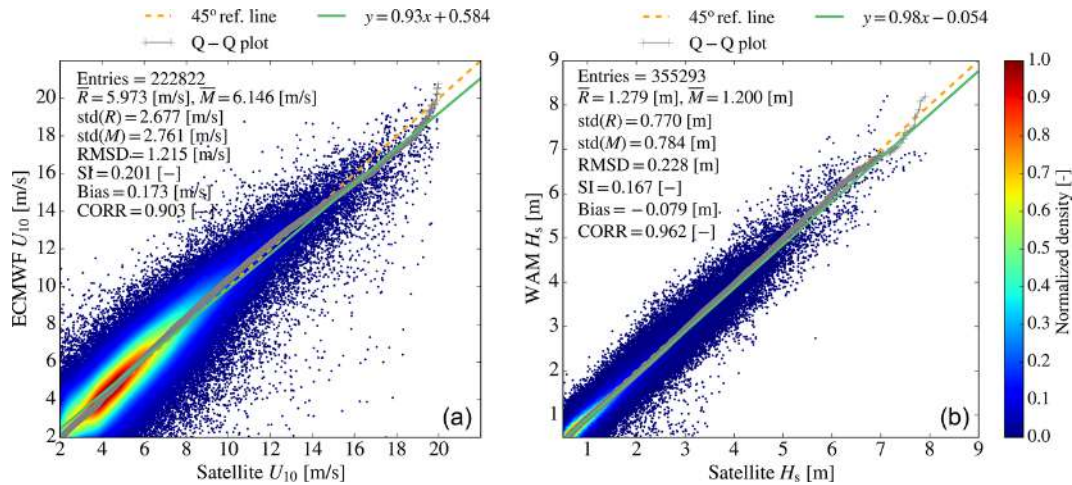 45° ref. line
y=0.93x+0.584
Q−Q plot
Entries = 222822
R = 5.973 [m/s], M = 6.146 [m/s]
std(R) = 2.677 [m/s]
std(M) = 2.761 [m/s]
RMSD = 1.215 [m/s]
SI = 0.201 [−]
Bias = 0.173 [m/s]
CORR = 0.903 [−]
ECMWF U10 [m/s]
20
18
16
14
12
10
8
6
4
2
(a)
2 4 6 8 10 12 14 16 18 20
Satellite U10 [m/s]
45° ref. line
y=0.98x−0.054
Q−Q plot
Entries = 355293
R = 1.279 [m], M = 1.200 [m]
std(R) = 0.770 [m]
std(M) = 0.784 [m]
RMSD = 0.228 [m]
SI = 0.167 [−]
Bias = −0.079 [m]
CORR = 0.962 [−]
WAM Hs [m]
9
8
7
6
5
4
3
2
1
(b)
1 2 3 4 5 6 7 8 9
Satellite Hs [m]
1.0
0.9
0.8
0.7
0.6
0.5
0.4
0.3
0.2
0.1
0.0
Normalized density [-]